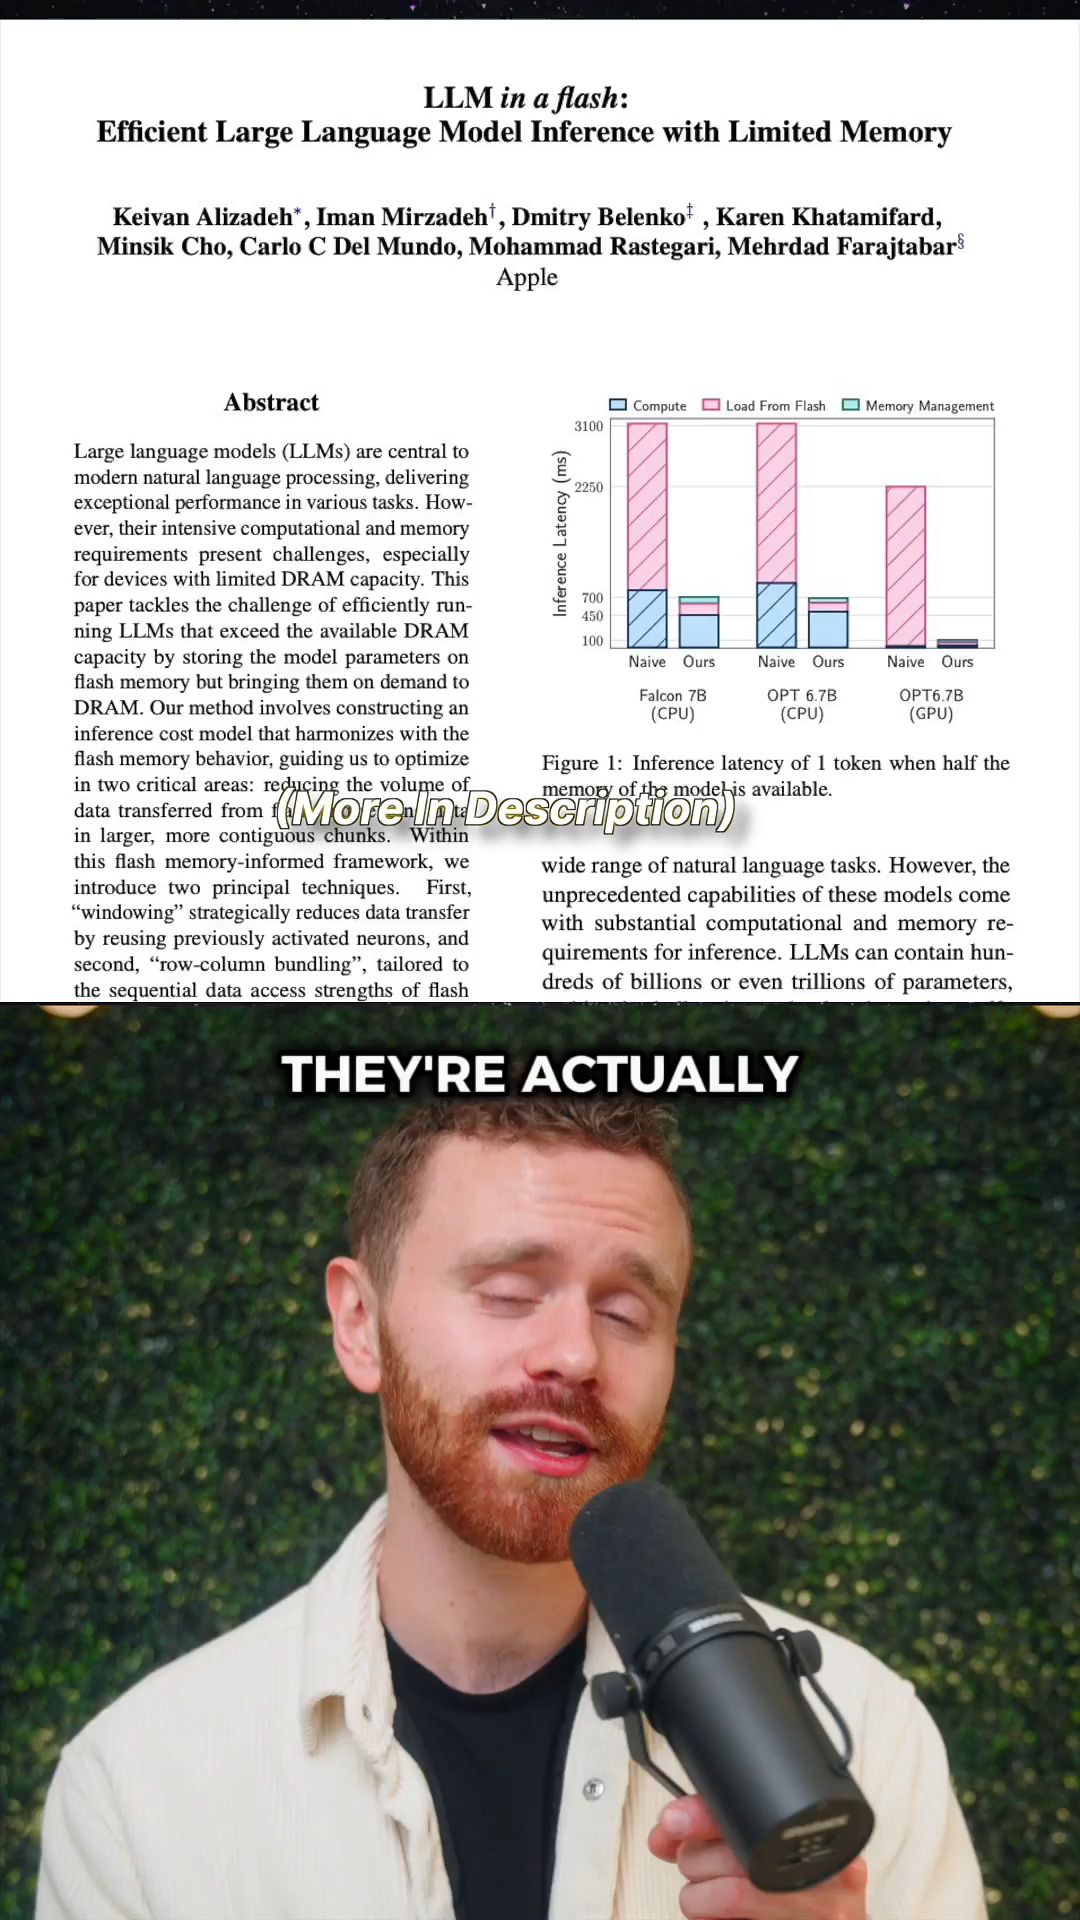 LLM in a flash:
Efficient Large Language Model Inference with Limited Memory
Keivan Alizadeh*, Iman Mirzadeh†, Dmitry Belenko‡ , Karen Khatamifard,
Minsik Cho, Carlo C Del Mundo, Mohammad Rastegari, Mehrdad Farajtabar§
Apple
Abstract
Large language models (LLMs) are central to
modern natural language processing, delivering
exceptional performance in various tasks. How-
ever, their intensive computational and memory
requirements present challenges, especially
for devices with limited DRAM capacity. This
paper tackles the challenge of efficiently run-
ning LLMs that exceed the available DRAM
capacity by storing the model parameters on
flash memory but bringing them on demand to
DRAM. Our method involves constructing an
inference cost model that harmonizes with the
flash memory behavior, guiding us to optimize
in two critical areas: reducing the volume of
data transferred from
in larger, more contiguous chunks. Within
this flash memory-informed framework, we
introduce two principal techniques. First,
“windowing” strategically reduces data transfer
by reusing previously activated neurons, and
second, “row-column bundling”, tailored to
the sequential data access strengths of flash
Compute Load From Flash Memory Management
Inference Latency (ms)
3100
2250
700
450
100
Naive Ours Naive Ours Naive Ours
Falcon 7B OPT 6.7B OPT6.7B
(CPU) (CPU) (GPU)
Figure 1: Inference latency of 1 token when half the
memory of the model is available.
(More In Description)
wide range of natural language tasks. However, the
unprecedented capabilities of these models come
with substantial computational and memory re-
quirements for inference. LLMs can contain hun-
dreds of billions or even trillions of parameters,
THEY'RE ACTUALLY